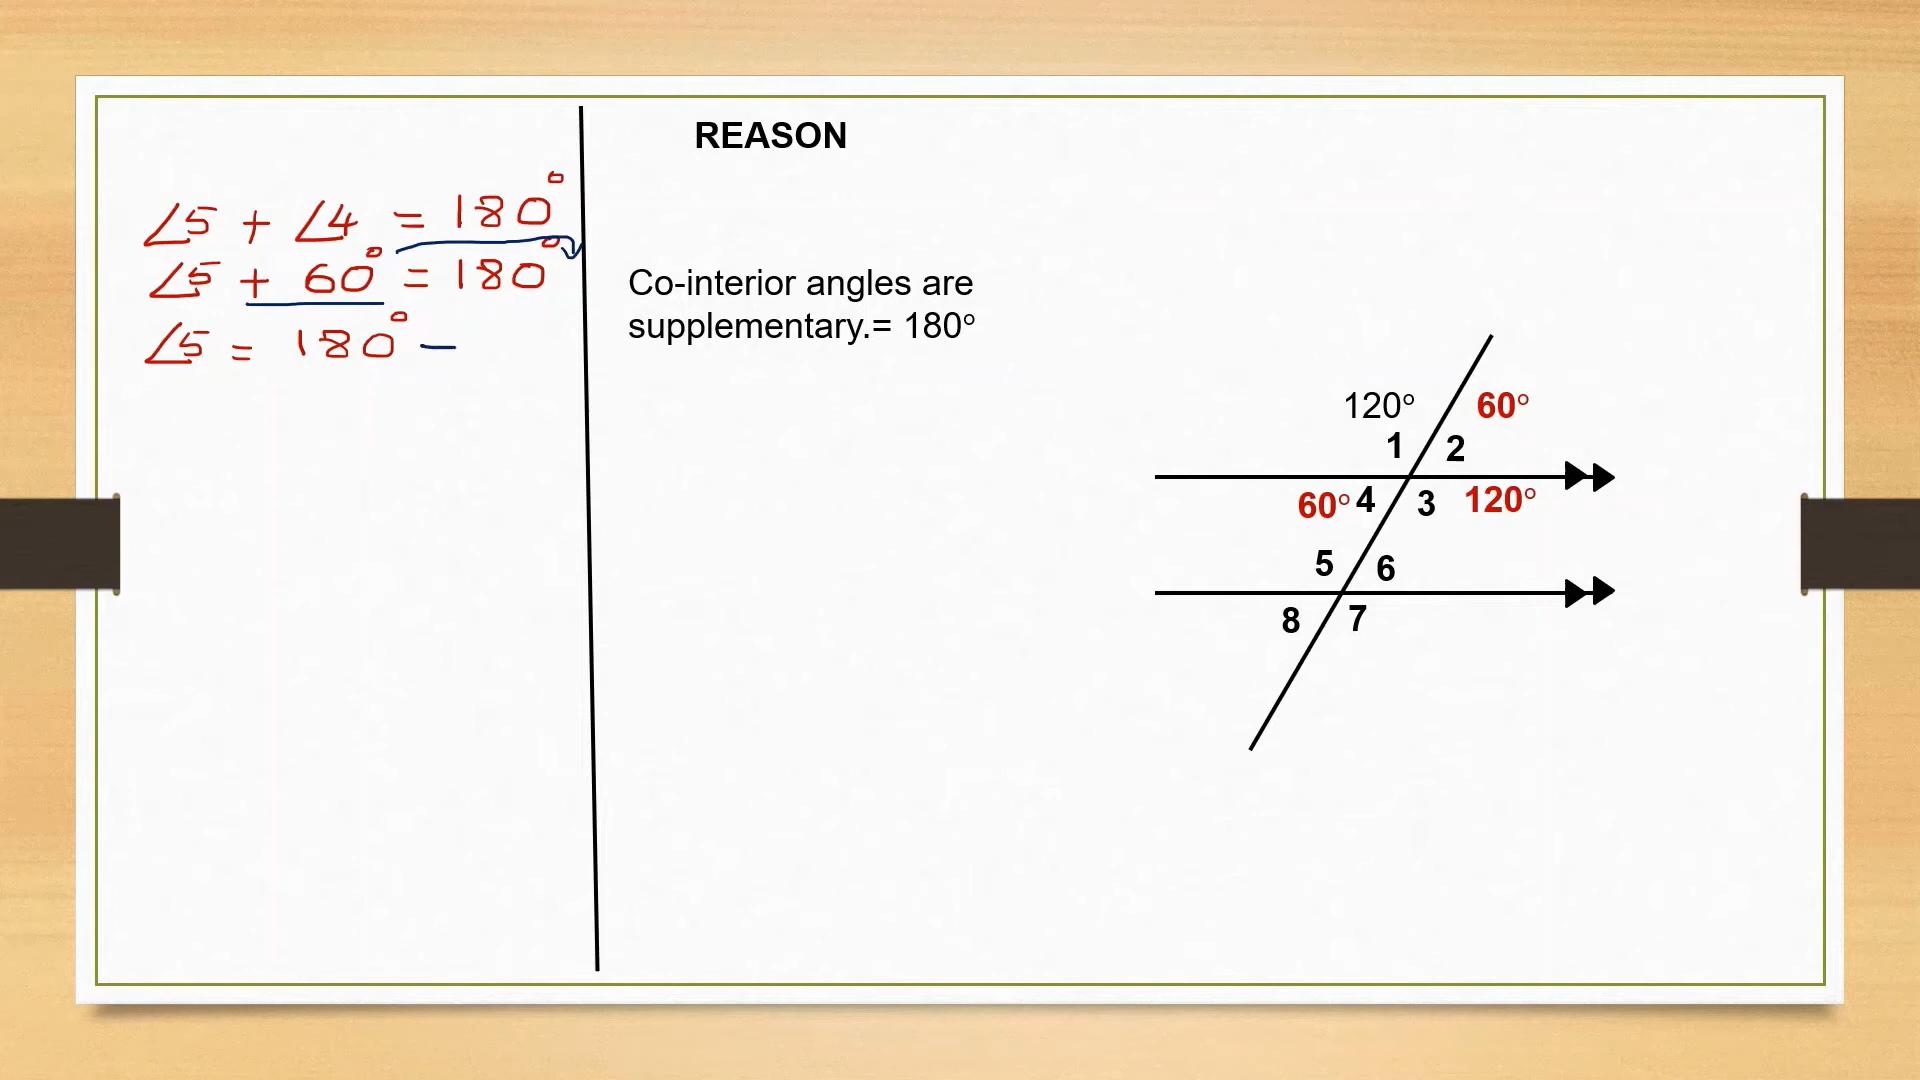 REASON
∠5 + ∠4 = 180°
∠5 + 60° = 180°
∠5 = 180° –
Co-interior angles are
supplementary.= 180°
120° 60°
1 2
60° 4 3 120°
5 6
8 7